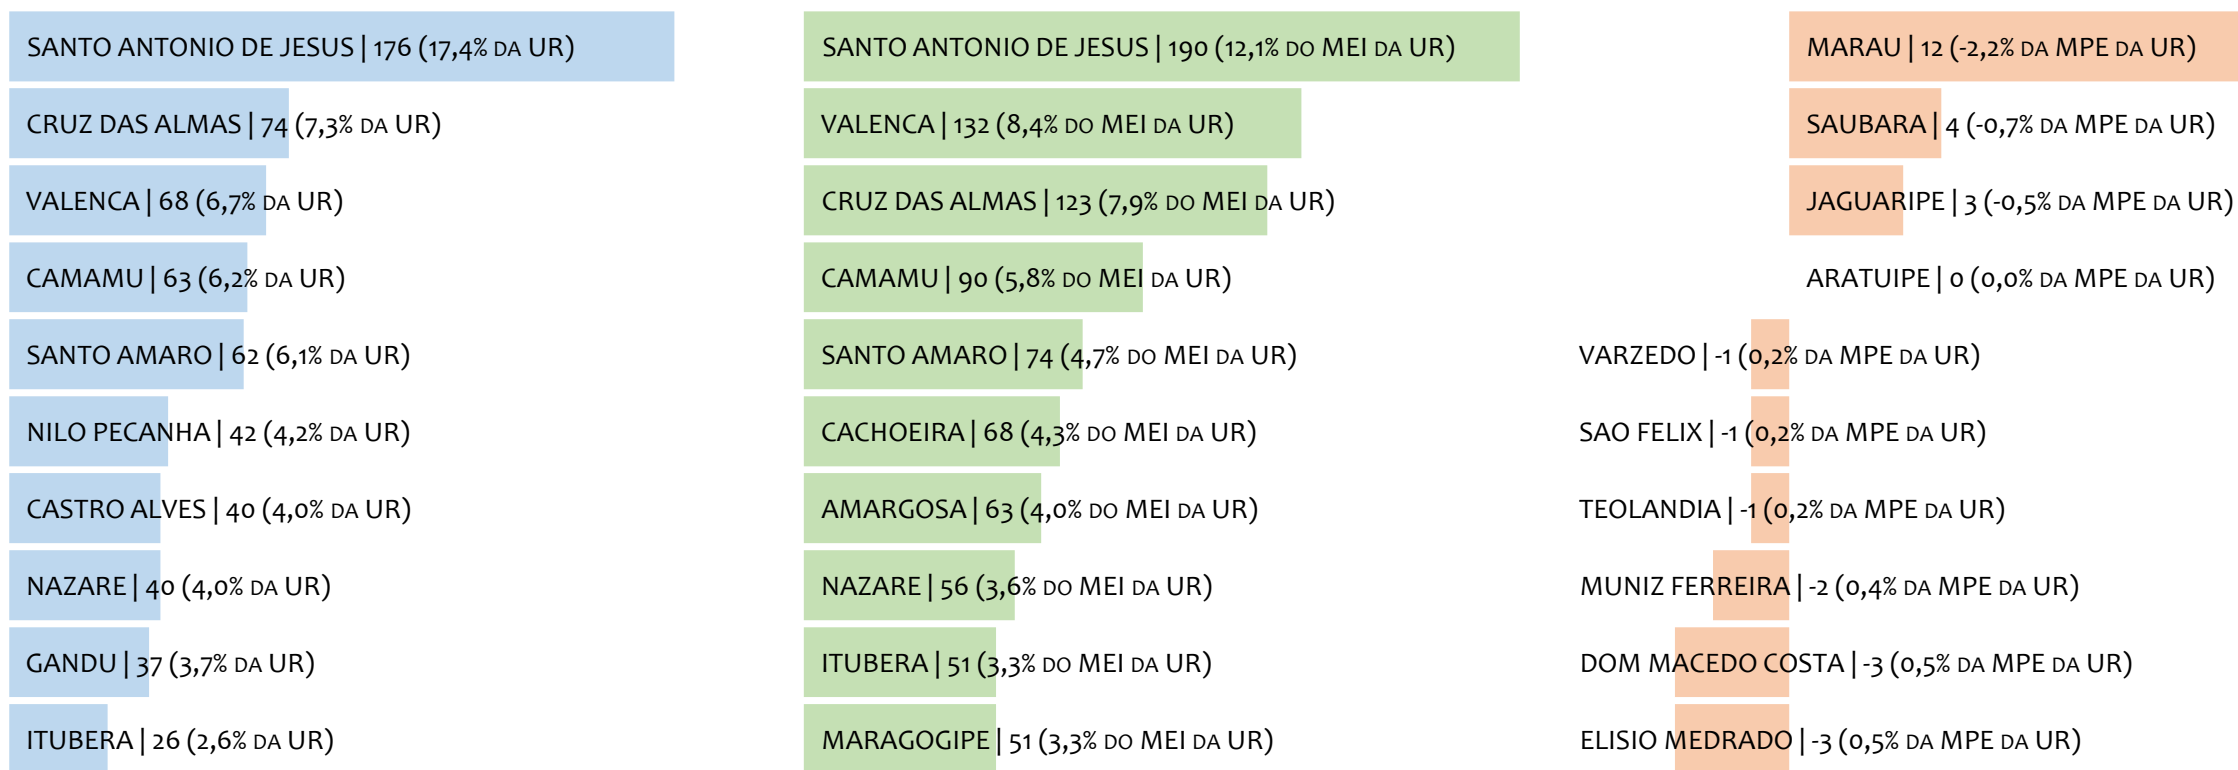 SANTO ANTONIO DE JESUS | 176 (17,4% DA UR)
CRUZ DAS ALMAS | 74 (7,3% DA UR)
VALENCA | 68 (6,7% DA UR)
CAMAMU | 63 (6,2% DA UR)
SANTO AMARO | 62 (6,1% DA UR)
NILO PECANHA | 42 (4,2% DA UR)
CASTRO ALVES | 40 (4,0% DA UR)
NAZARE | 40 (4,0% DA UR)
GANDU | 37 (3,7% DA UR)
ITUBERA | 26 (2,6% DA UR)
SANTO ANTONIO DE JESUS | 190 (12,1% DO MEI DA UR)
VALENCA | 132 (8,4% DO MEI DA UR)
CRUZ DAS ALMAS | 123 (7,9% DO MEI DA UR)
CAMAMU | 90 (5,8% DO MEI DA UR)
SANTO AMARO | 74 (4,7% DO MEI DA UR)
CACHOEIRA | 68 (4,3% DO MEI DA UR)
AMARGOSA | 63 (4,0% DO MEI DA UR)
NAZARE | 56 (3,6% DO MEI DA UR)
ITUBERA | 51 (3,3% DO MEI DA UR)
MARAGOGIPE | 51 (3,3% DO MEI DA UR)
MARAU | 12 (-2,2% DA MPE DA UR)
SAUBARA | 4 (-0,7% DA MPE DA UR)
JAGUARIPE | 3 (-0,5% DA MPE DA UR)
ARATUIPE | 0 (0,0% DA MPE DA UR)
VARZEDO | -1 (0,2% DA MPE DA UR)
SAO FELIX | -1 (0,2% DA MPE DA UR)
TEOLANDIA | -1 (0,2% DA MPE DA UR)
MUNIZ FERREIRA | -2 (0,4% DA MPE DA UR)
DOM MACEDO COSTA | -3 (0,5% DA MPE DA UR)
ELISIO MEDRADO | -3 (0,5% DA MPE DA UR)